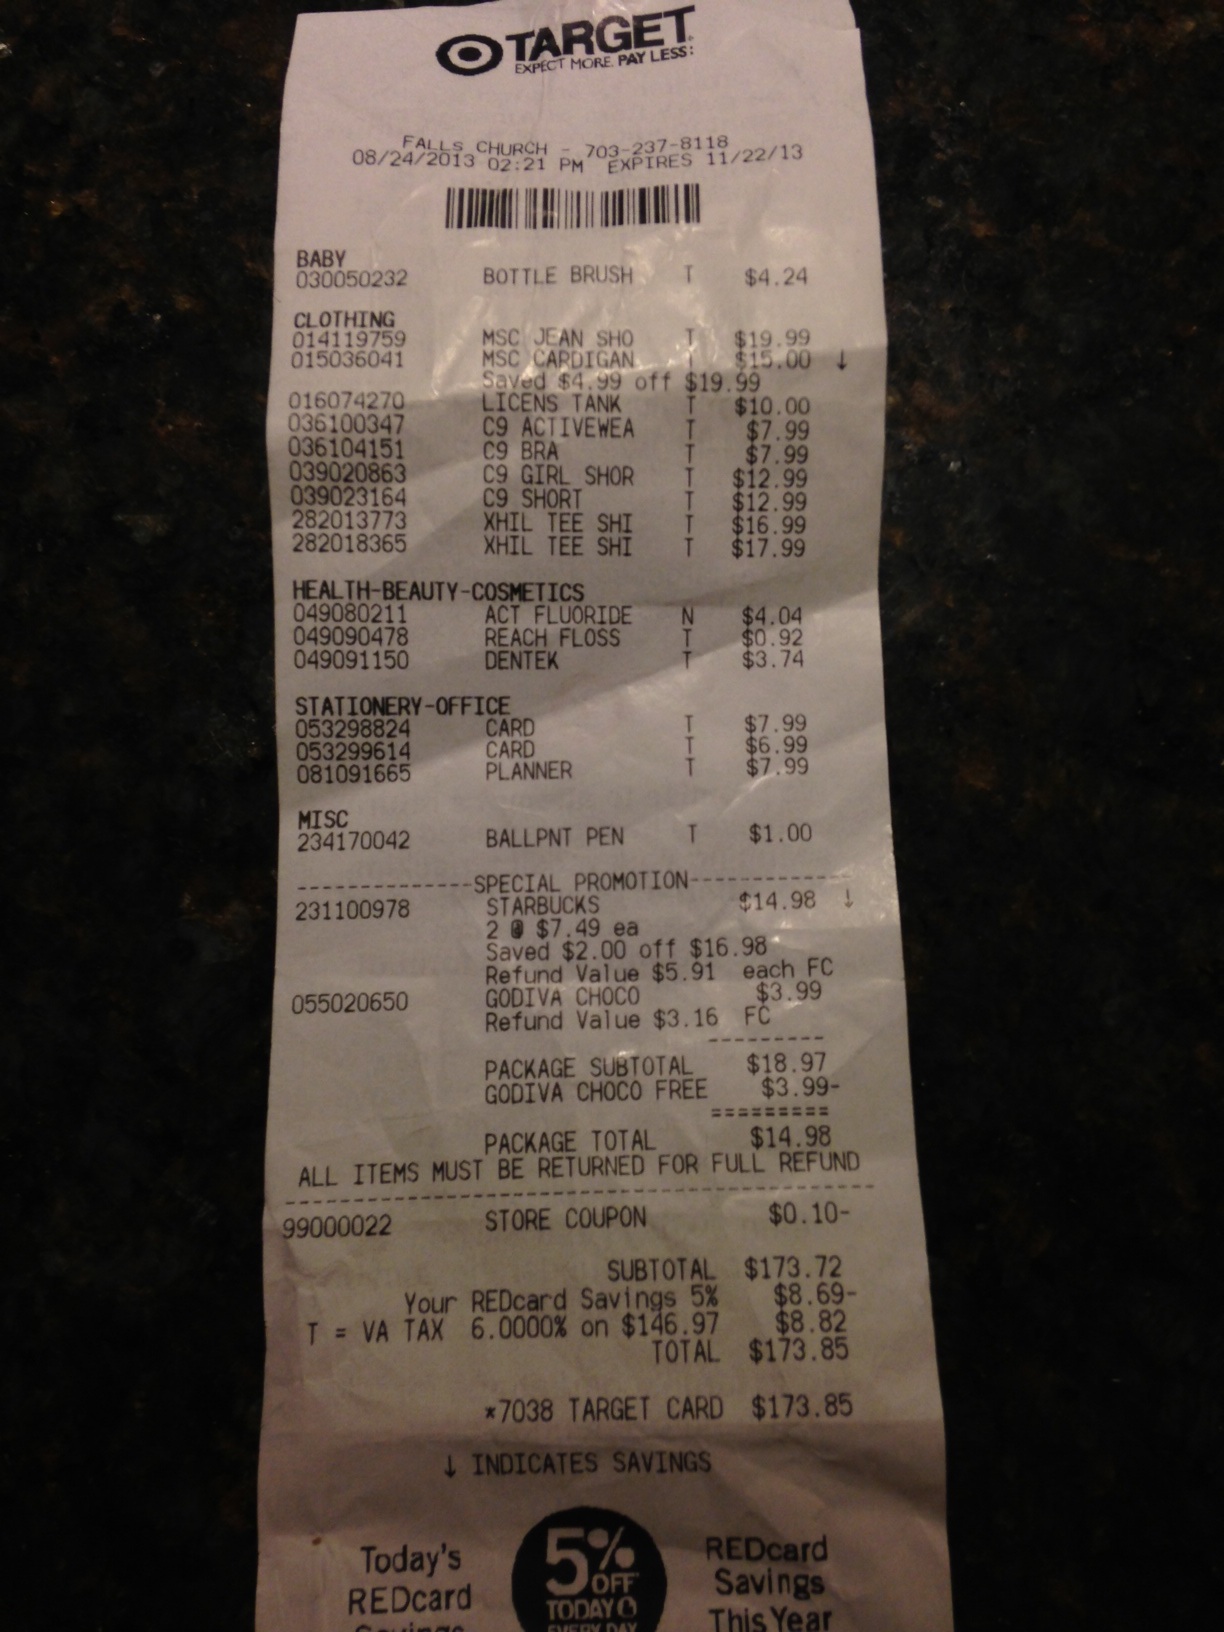 TARGET
EXPECT MORE. PAY LESS.
FALLS CHURCH - 703-237-8118
08/24/2013 02:21 PM EXPIRES 11/22/13
BABY
030050232 BOTTLE BRUSH T $4.24
CLOTHING
014119759 MSC JEAN SHO T $19.99
015036041 MSC CARDIGAN T $15.00 ↓
Saved $4.99 off $19.99
016074270 LICENS TANK T $10.00
036100347 C9 ACTIVEWEA T $7.99
036104151 C9 BRA T $7.99
039020863 C9 GIRL SHOR T $12.99
039023164 C9 SHORT T $12.99
282013773 XHIL TEE SHI T $16.99
282018365 XHIL TEE SHI T $17.99
HEALTH-BEAUTY-COSMETICS
049080211 ACT FLUORIDE N $4.04
049090478 REACH FLOSS T $0.92
049091150 DENTEK T $3.74
STATIONERY-OFFICE
053298824 CARD T $7.99
053299614 CARD T $6.99
081091665 PLANNER T $7.99
MISC
234170042 BALLPNT PEN T $1.00
-------------SPECIAL PROMOTION------------
231100978 STARBUCKS $14.98 ↓
2 @ $7.49 ea
Saved $2.00 off $16.98
Refund Value $5.91 each FC
055020650 GODIVA CHOCO $3.99
Refund Value $3.16 FC
---------
PACKAGE SUBTOTAL $18.97
GODIVA CHOCO FREE $3.99-
=========
PACKAGE TOTAL $14.98
ALL ITEMS MUST BE RETURNED FOR FULL REFUND
------------------------------------------
99000022 STORE COUPON $0.10-
SUBTOTAL $173.72
Your REDcard Savings 5% $8.69-
T = VA TAX 6.0000% on $146.97 $8.82
TOTAL $173.85
*7038 TARGET CARD $173.85
↓ INDICATES SAVINGS
Today's
REDcard
Savings
5%
OFF
TODAY &
EVERY DAY
REDcard
Savings
This Year